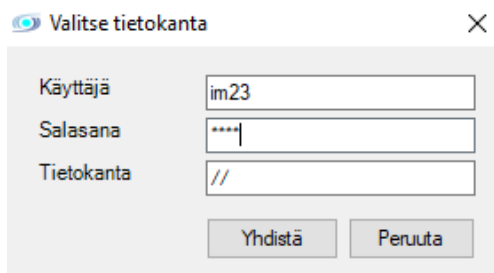 Valitse tietokanta
Käyttäjä im23
Salasana ****
Tietokanta //
Yhdistä Peruuta